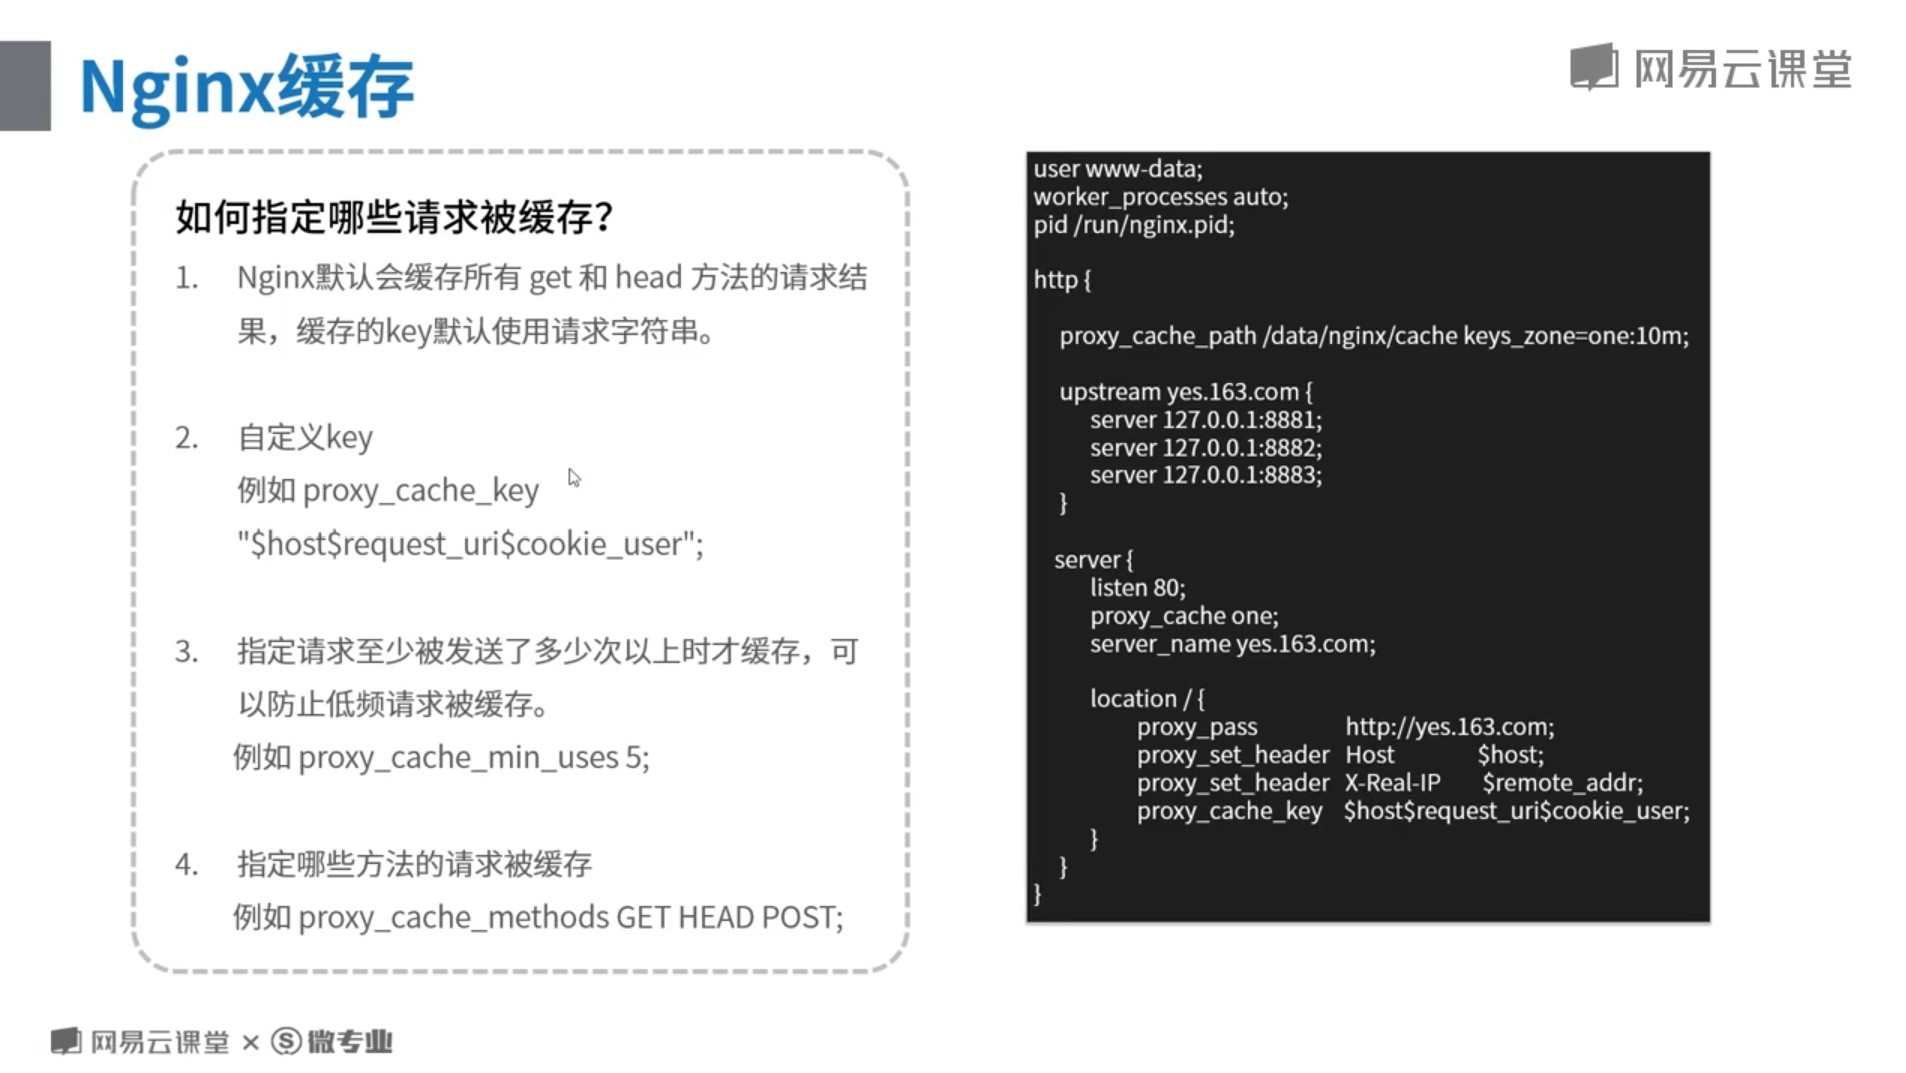 Nginx缓存
网易云课堂
如何指定哪些请求被缓存？
1. Nginx默认会缓存所有 get 和 head 方法的请求结
果，缓存的key默认使用请求字符串。
2. 自定义key
例如 proxy_cache_key
"$host$request_uri$cookie_user";
3. 指定请求至少被发送了多少次以上时才缓存，可
以防止低频请求被缓存。
例如 proxy_cache_min_uses 5;
4. 指定哪些方法的请求被缓存
例如 proxy_cache_methods GET HEAD POST;
user www-data;
worker_processes auto;
pid /run/nginx.pid;
http {
proxy_cache_path /data/nginx/cache keys_zone=one:10m;
upstream yes.163.com {
server 127.0.0.1:8881;
server 127.0.0.1:8882;
server 127.0.0.1:8883;
}
server {
listen 80;
proxy_cache one;
server_name yes.163.com;
location / {
proxy_pass http://yes.163.com;
proxy_set_header Host $host;
proxy_set_header X-Real-IP $remote_addr;
proxy_cache_key $host$request_uri$cookie_user;
}
}
}
网易云课堂 × S 微专业